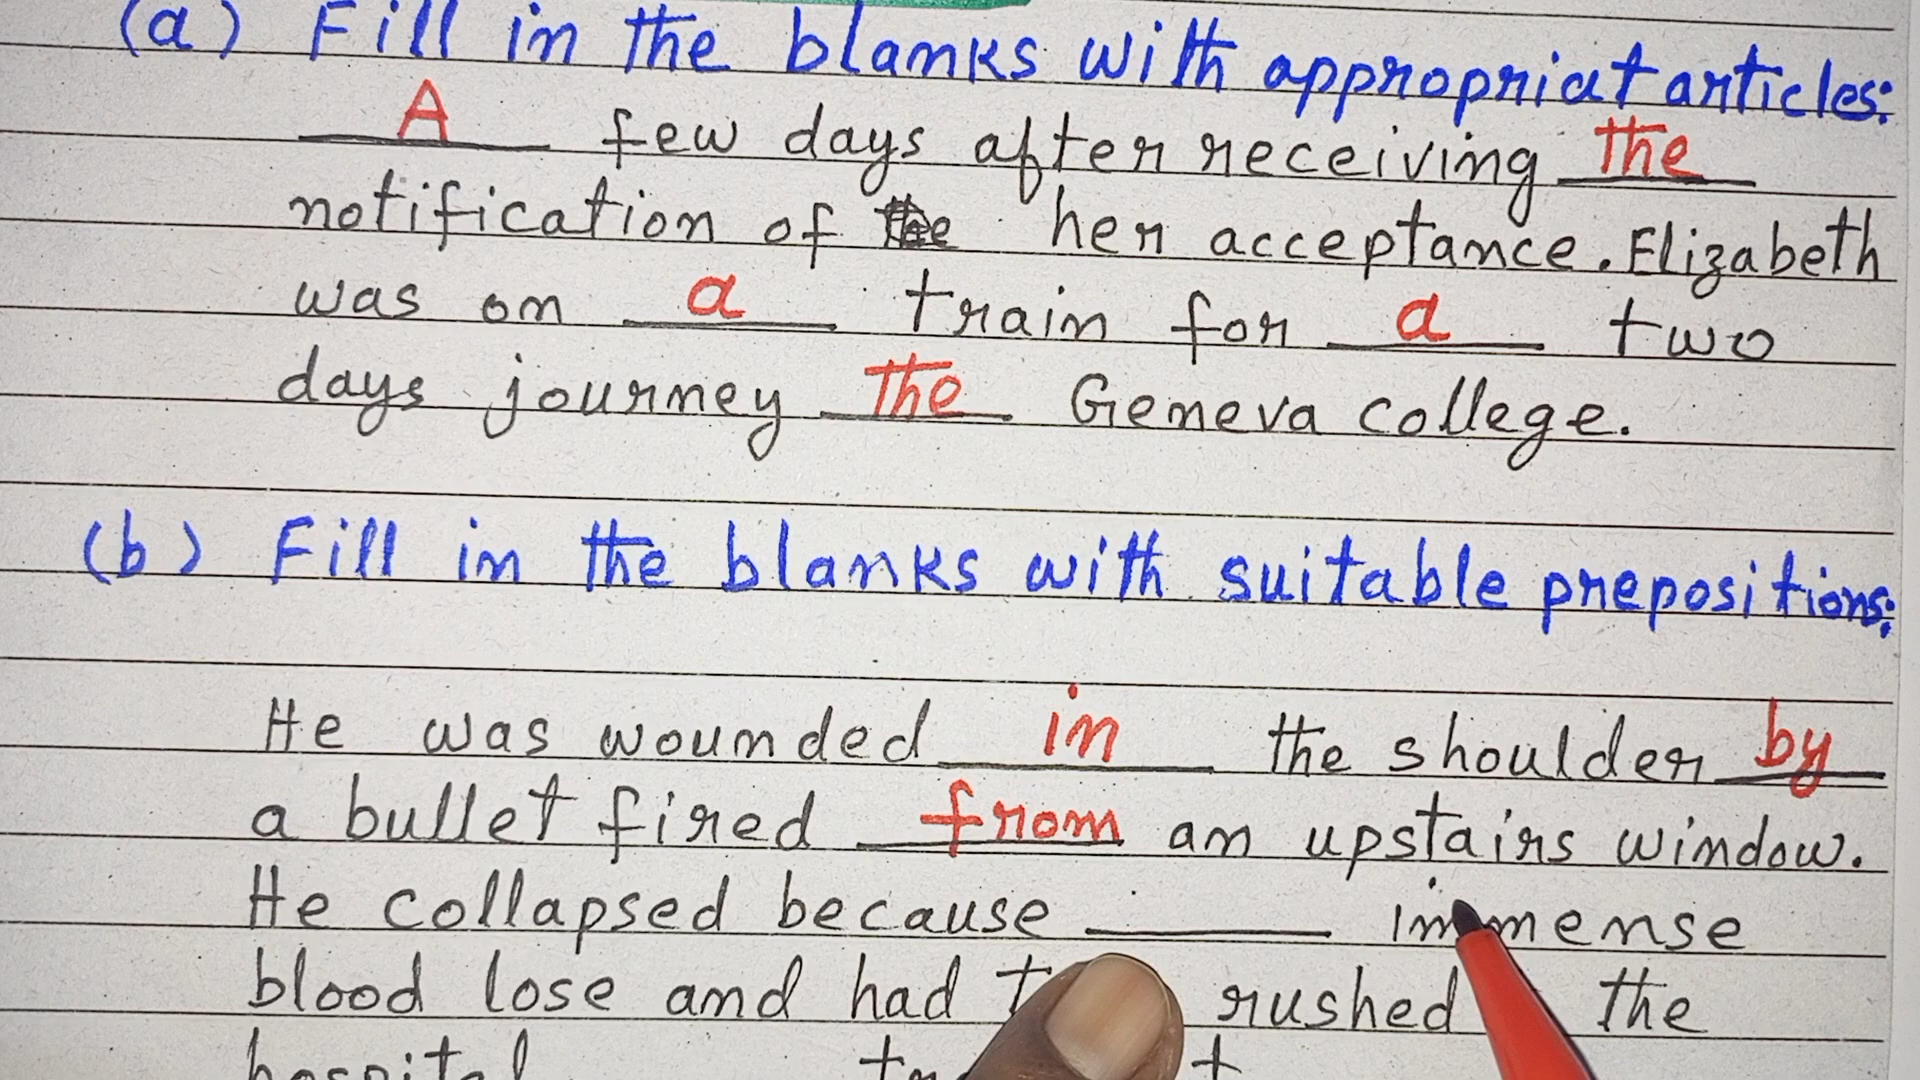 (a) Fill in the blanks with appropriat articles:
A few days after receiving the
notification of her acceptance. Elizabeth
was on a train for a two
days journey the Geneva college.
(b) Fill in the blanks with suitable prepositions:
He was wounded in the shoulder by
a bullet fired from an upstairs window.
He collapsed because ______ immense
blood lose and had rushed the
hospital